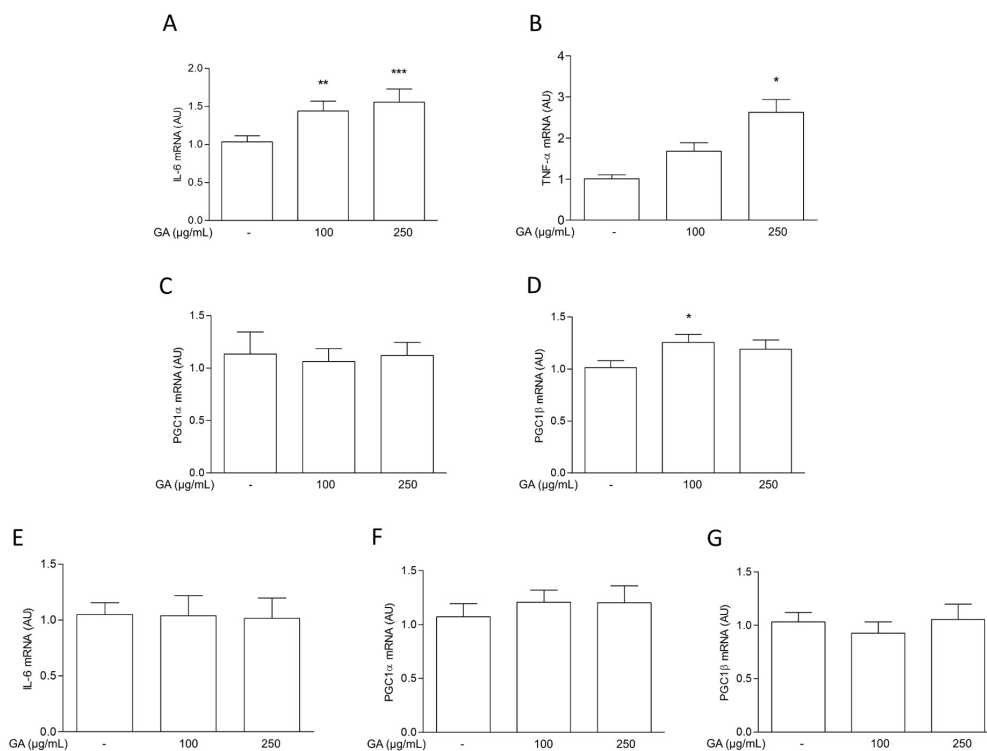 A
IL-6 mRNA (AU)
2.0
1.5
1.0
0.5
0.0
**
***
GA (µg/mL) - 100 250
B
TNF-α mRNA (AU)
4
3
2
1
0
*
GA (µg/mL) - 100 250
C
PGC1α mRNA (AU)
1.5
1.0
0.5
0.0
GA (µg/mL) - 100 250
D
PGC1β mRNA (AU)
1.5
1.0
0.5
0.0
*
GA (µg/mL) - 100 250
E
IL-6 mRNA (AU)
1.5
1.0
0.5
0.0
GA (µg/mL) - 100 250
F
PGC1α mRNA (AU)
1.5
1.0
0.5
0.0
GA (µg/mL) - 100 250
G
PGC1β mRNA (AU)
1.5
1.0
0.5
0.0
GA (µg/mL) - 100 250